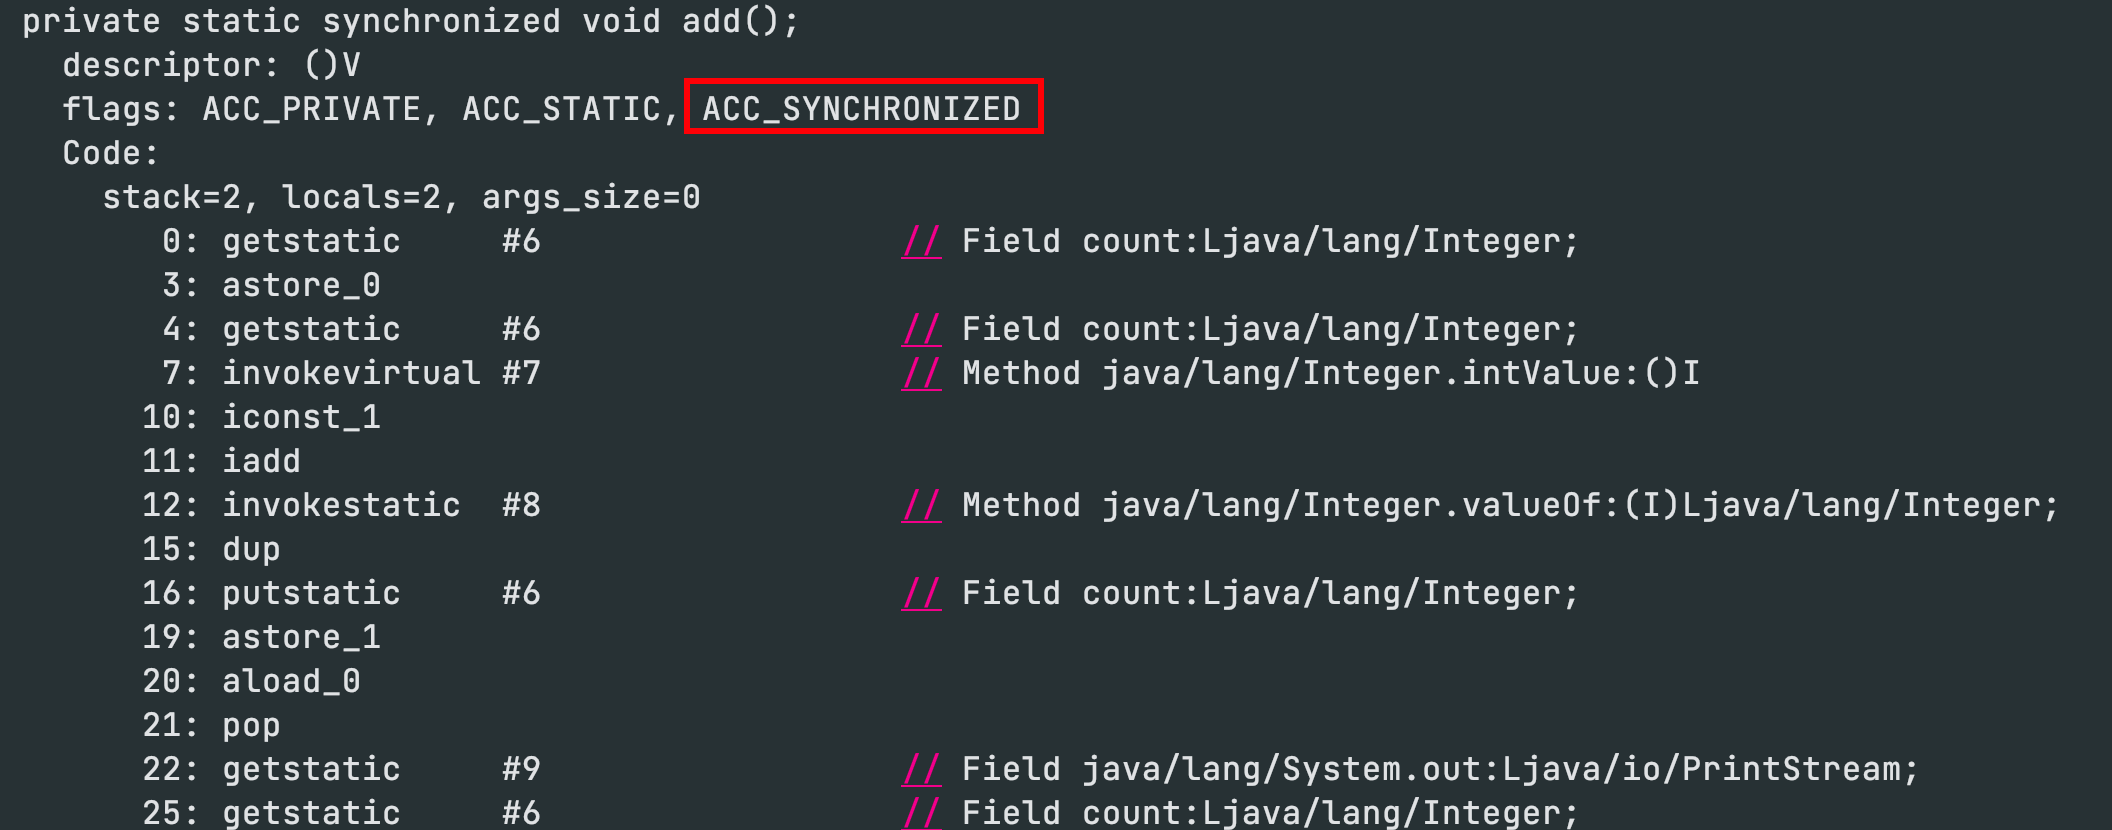 private static synchronized void add();
descriptor: ()V
flags: ACC_PRIVATE, ACC_STATIC, ACC_SYNCHRONIZED
Code:
stack=2, locals=2, args_size=0
0: getstatic #6 // Field count:Ljava/lang/Integer;
3: astore_0
4: getstatic #6 // Field count:Ljava/lang/Integer;
7: invokevirtual #7 // Method java/lang/Integer.intValue:()I
10: iconst_1
11: iadd
12: invokestatic #8 // Method java/lang/Integer.valueOf:(I)Ljava/lang/Integer;
15: dup
16: putstatic #6 // Field count:Ljava/lang/Integer;
19: astore_1
20: aload_0
21: pop
22: getstatic #9 // Field java/lang/System.out:Ljava/io/PrintStream;
25: getstatic #6 // Field count:Ljava/lang/Integer;